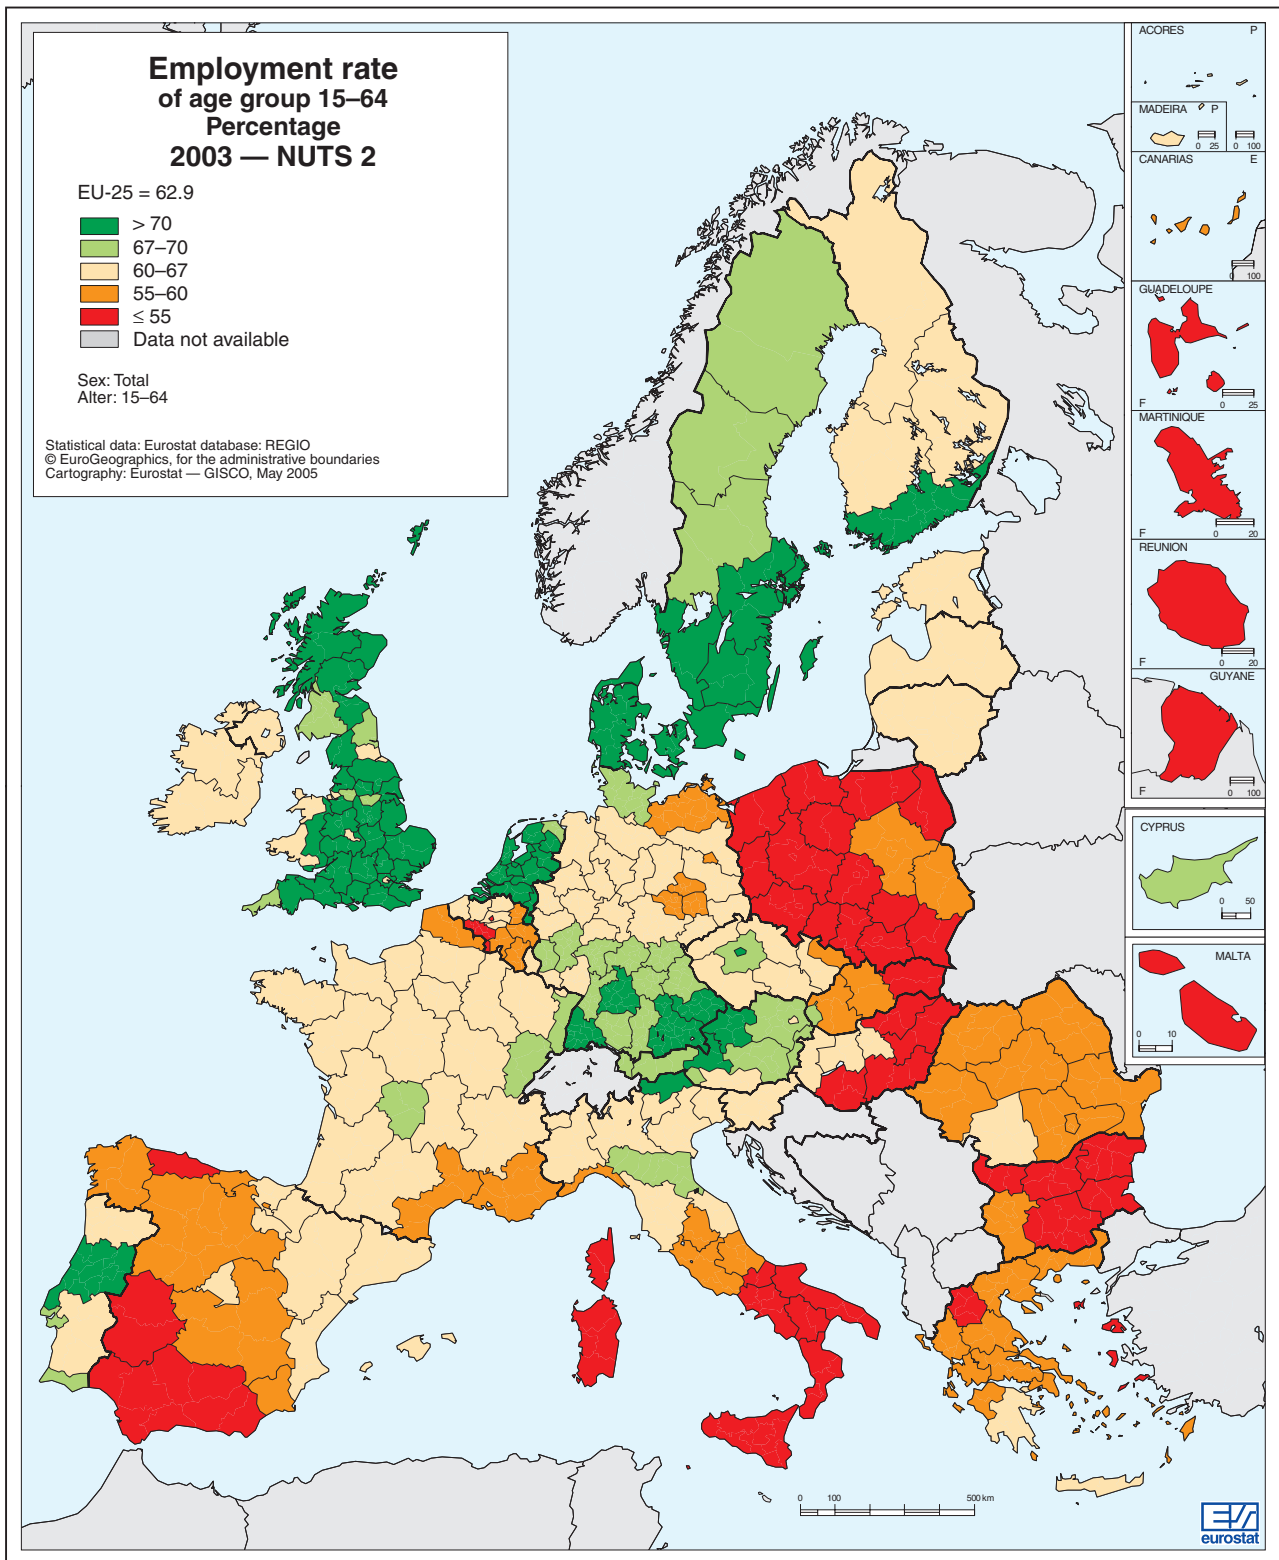 Employment rate
of age group 15–64
Percentage
2003 — NUTS 2
EU-25 = 62.9
> 70
67–70
60–67
55–60
≤ 55
Data not available
Sex: Total
Alter: 15–64
Statistical data: Eurostat database: REGIO
© EuroGeographics, for the administrative boundaries
Cartography: Eurostat — GISCO, May 2005
ACORES P
MADEIRA P
0 25 0 100
CANARIAS E
0 100
GUADELOUPE
F 0 25
MARTINIQUE
F 0 20
REUNION
F 0 20
GUYANE
F 0 100
CYPRUS
0 50
MALTA
0 10
0 100 500 km
eurostat